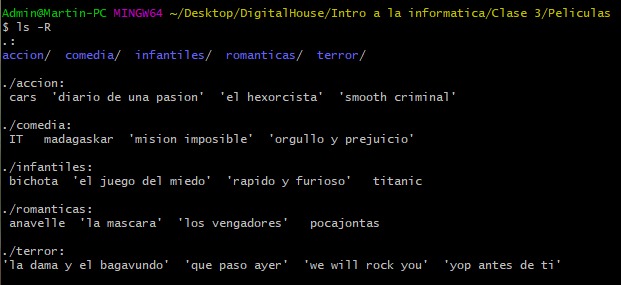 Admin@Martin-PC MINGW64 ~/Desktop/DigitalHouse/Intro a la informatica/Clase 3/Peliculas
$ ls -R
.:
accion/  comedia/  infantiles/  romanticas/  terror/

./accion:
 cars  'diario de una pasion'  'el hexorcista'  'smooth criminal'

./comedia:
 IT   madagaskar  'mision imposible'  'orgullo y prejuicio'

./infantiles:
 bichota  'el juego del miedo'  'rapido y furioso'   titanic

./romanticas:
 anavelle  'la mascara'  'los vengadores'   pocajontas

./terror:
'la dama y el bagavundo'  'que paso ayer'  'we will rock you'  'yop antes de ti'